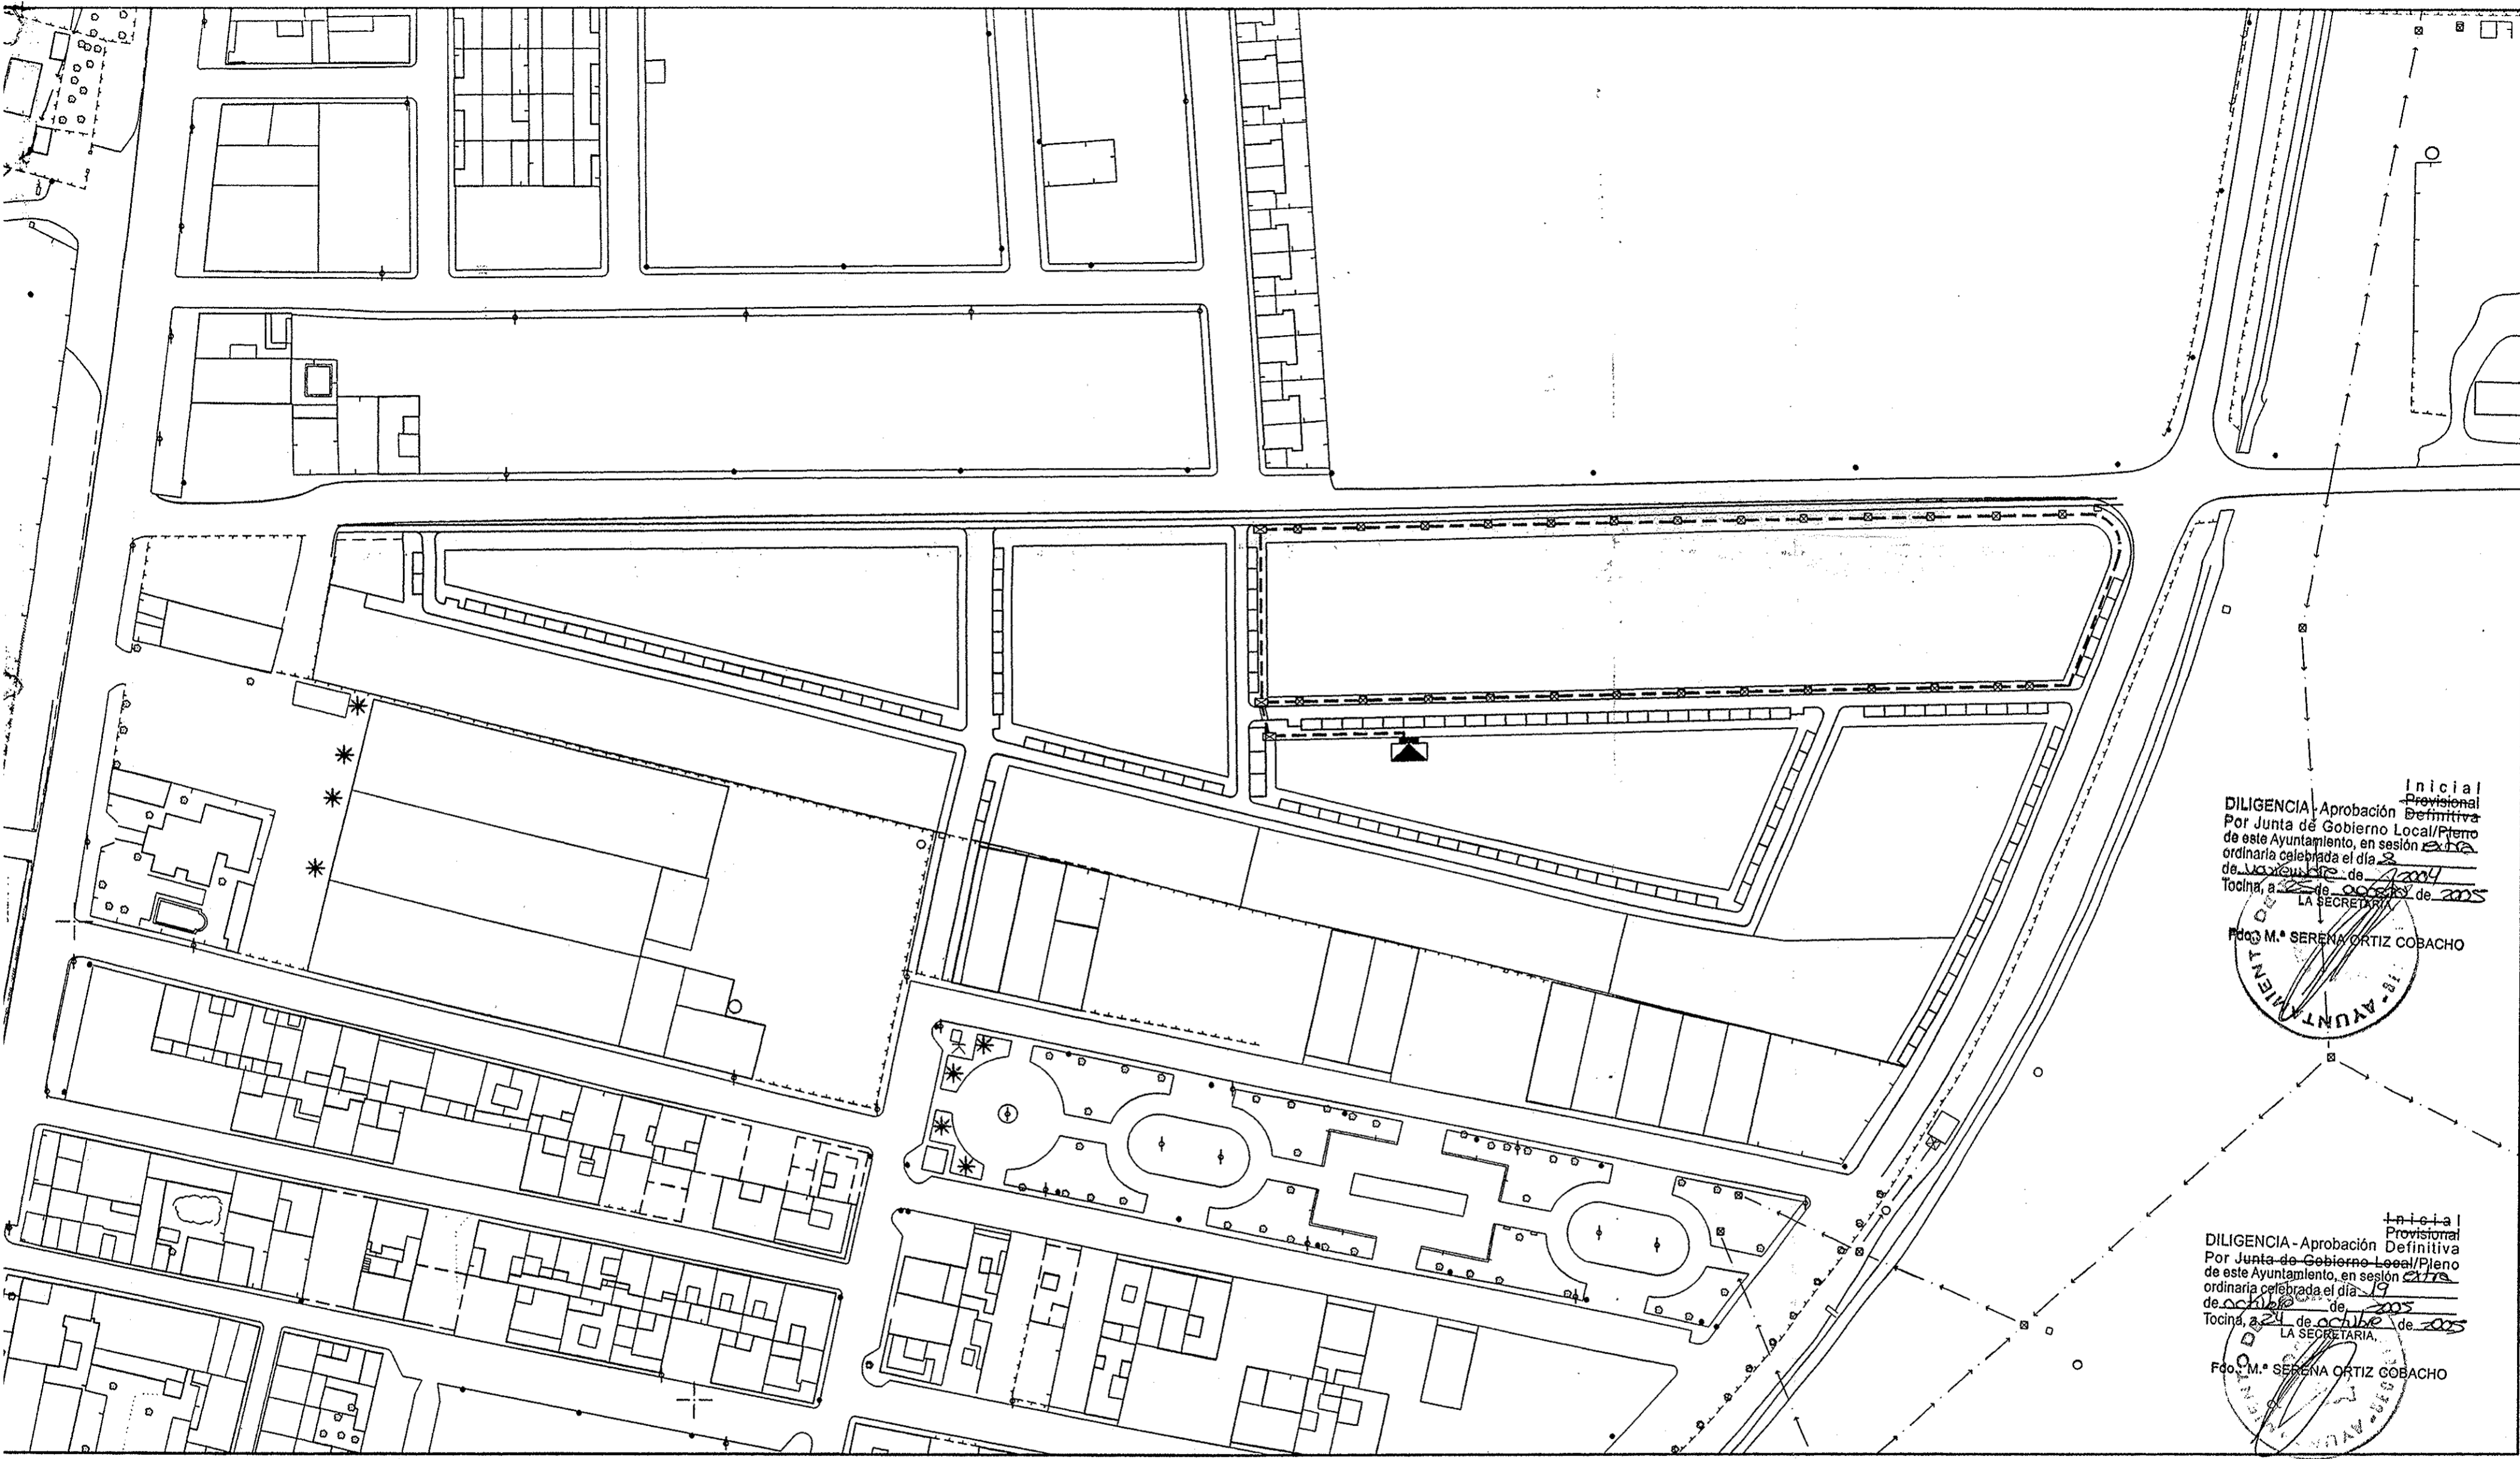 Inicial
Provisional
DILIGENCIA - Aprobación Definitiva
Por Junta de Gobierno Local/Pleno
de este Ayuntamiento, en sesión extra
ordinaria celebrada el día 8
de de 2004
Tocina, a 25 de de 2005
LA SECRETARIA,
Fdo.: M.ª SERENA ORTIZ COBACHO
AYUNTAMIENTO DE
Inicial
Provisional
DILIGENCIA - Aprobación Definitiva
Por Junta de Gobierno Local/Pleno
de este Ayuntamiento, en sesión extra
ordinaria celebrada el día 19
de octubre de 2005
Tocina, a 24 de octubre de 2005
LA SECRETARIA,
Fdo.: M.ª SERENA ORTIZ COBACHO